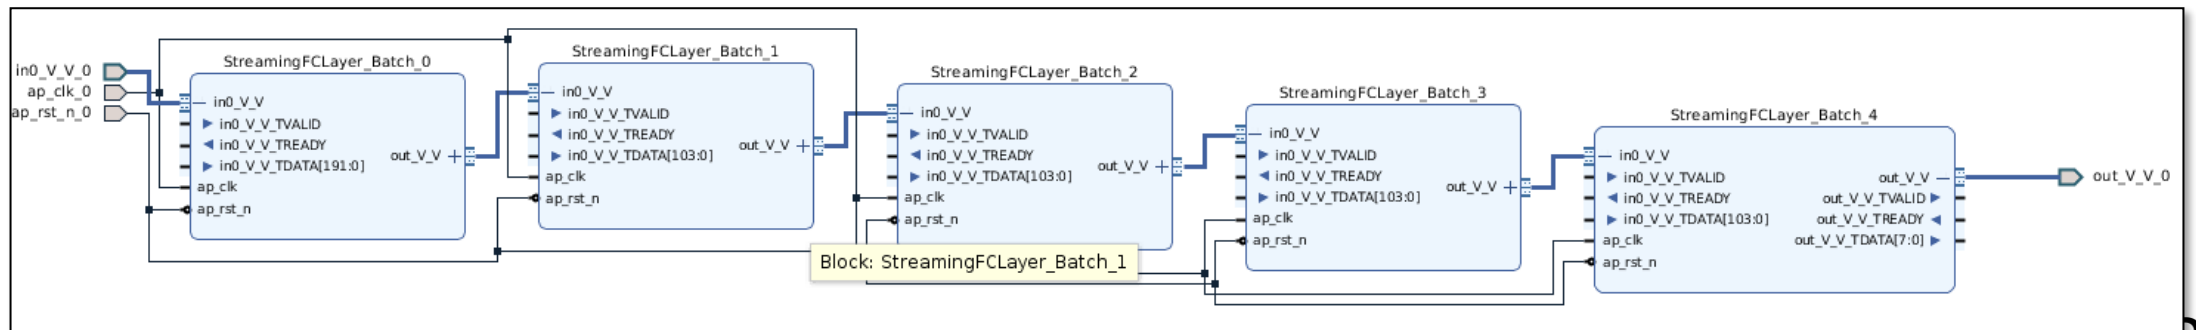 in0_V_V_0
ap_clk_0
ap_rst_n_0
StreamingFCLayer_Batch_0
in0_V_V
in0_V_V_TVALID
in0_V_V_TREADY
in0_V_V_TDATA[191:0]
ap_clk
ap_rst_n
out_V_V
StreamingFCLayer_Batch_1
in0_V_V
in0_V_V_TVALID
in0_V_V_TREADY
in0_V_V_TDATA[103:0]
ap_clk
ap_rst_n
out_V_V
StreamingFCLayer_Batch_2
in0_V_V
in0_V_V_TVALID
in0_V_V_TREADY
in0_V_V_TDATA[103:0]
ap_clk
ap_rst_n
out_V_V
Block: StreamingFCLayer_Batch_1
StreamingFCLayer_Batch_3
in0_V_V
in0_V_V_TVALID
in0_V_V_TREADY
in0_V_V_TDATA[103:0]
ap_clk
ap_rst_n
out_V_V
StreamingFCLayer_Batch_4
in0_V_V
in0_V_V_TVALID
in0_V_V_TREADY
in0_V_V_TDATA[103:0]
ap_clk
ap_rst_n
out_V_V
out_V_V_TVALID
out_V_V_TREADY
out_V_V_TDATA[7:0]
out_V_V_0